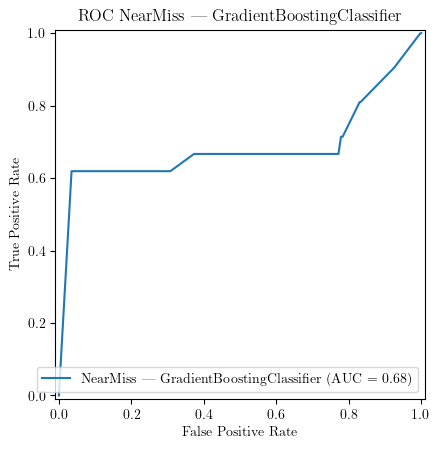 ROC NearMiss — GradientBoostingClassifier
1.0
0.8
0.6
0.4
0.2
0.0
True Positive Rate
NearMiss — GradientBoostingClassifier (AUC = 0.68)
0.0 0.2 0.4 0.6 0.8 1.0
False Positive Rate